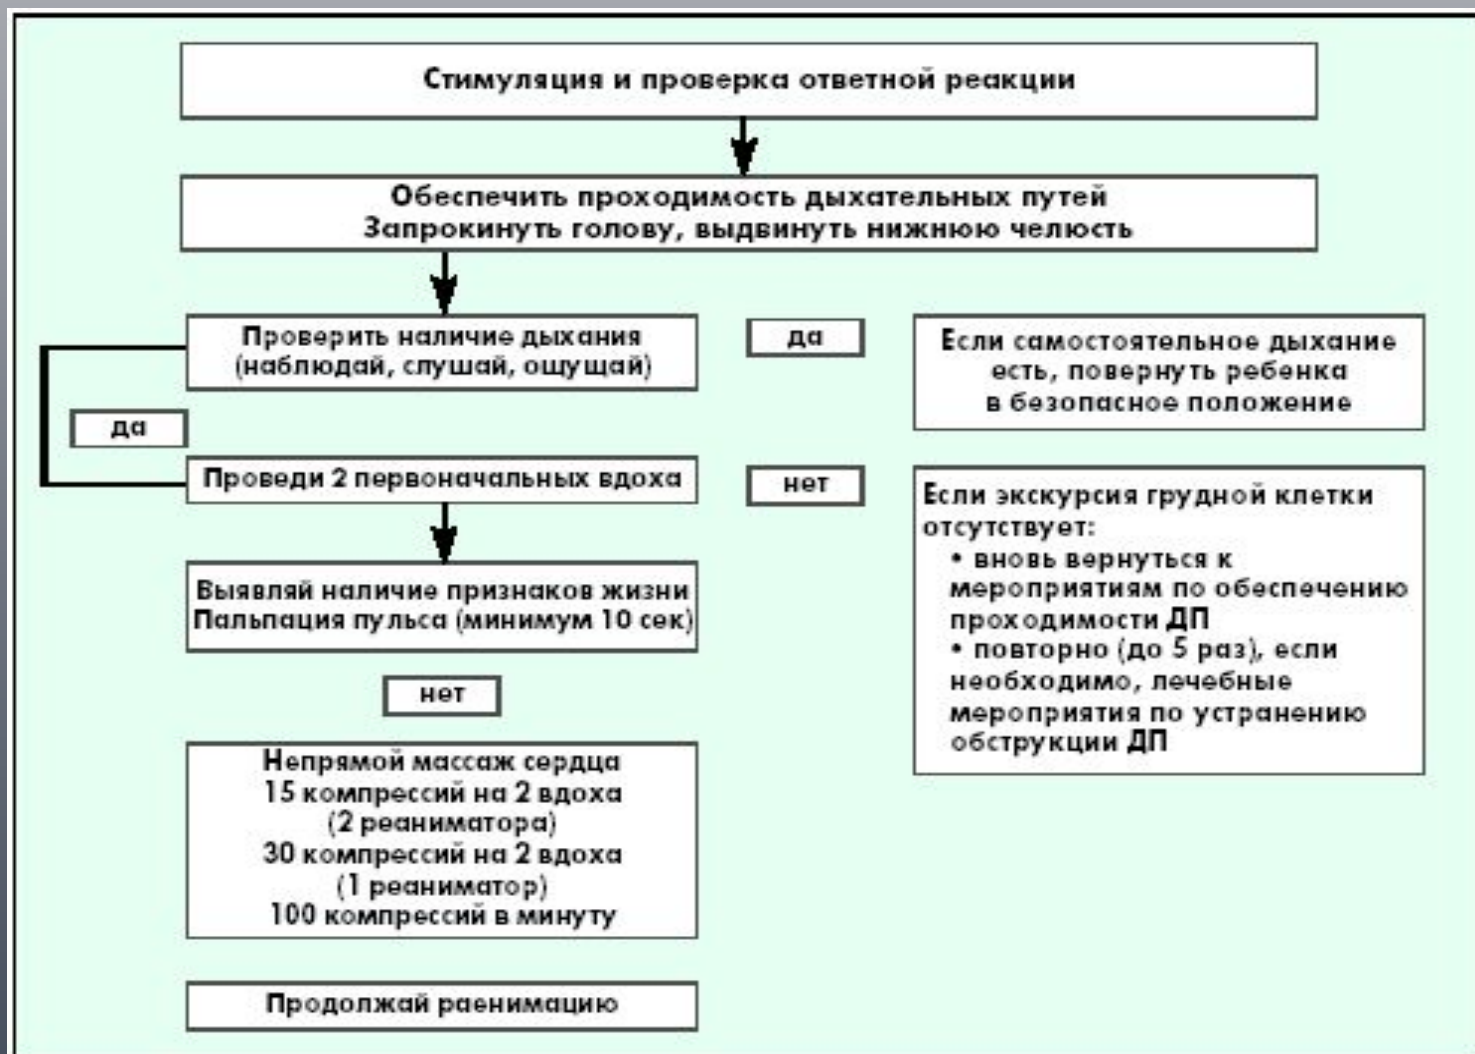 Стимуляция и проверка ответной реакции
Обеспечить проходимость дыхательных путей
Запрокинуть голову, выдвинуть нижнюю челюсть
Проверить наличие дыхания
(наблюдай, слушай, ощущай)
да
Если самостоятельное дыхание
есть, повернуть ребенка
в безопасное положение
да
Проведи 2 первоначальных вдоха
нет
Если экскурсия грудной клетки
отсутствует:
• вновь вернуться к
мероприятиям по обеспечению
проходимости ДП
• повторно (до 5 раз), если
необходимо, лечебные
мероприятия по устранению
обструкции ДП
Выявляй наличие признаков жизни
Пальпация пульса (минимум 10 сек)
нет
Непрямой массаж сердца
15 компрессий на 2 вдоха
(2 реаниматора)
30 компрессий на 2 вдоха
(1 реаниматор)
100 компрессий в минуту
Продолжай раенимацию